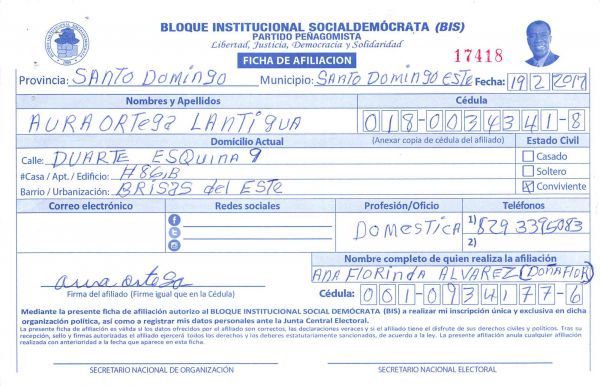 BLOQUE INSTITUCIONAL SOCIALDEMÓCRATA (BIS)
PARTIDO PEÑAGOMISTA
Libertad, Justicia, Democracia y Solidaridad
FICHA DE AFILIACION
17418
Provincia: SANTO DOMINGO Municipio: SANTO DOMINGO ESTE Fecha: 19/2/2017
Nombres y Apellidos Cédula
AURA ORTEGA LANTIGUA 018-0034341-8
Domicilio Actual (Anexar copia de cédula del afiliado) Estado Civil
Calle: DUARTE ESQUINA 9 Casado
#Casa / Apt. / Edificio: #86,B Soltero
Barrio / Urbanización: BRISAS del ESTE X Conviviente
Correo electrónico Redes sociales Profesión/Oficio Teléfonos
DOMESTICA 1) 829 3395083
2)
Nombre completo de quien realiza la afiliación
aura ortega ANA FLORINDA ALVAREZ (DOÑA FLOR)
Firma del afiliado (Firme igual que en la Cédula) Cédula: 001-0934177-6
Mediante la presente ficha de afiliación autorizo al BLOQUE INSTITUCIONAL SOCIAL DEMÓCRATA (BIS) a realizar mi inscripción única y exclusiva en dicha
organización política, así como a registrar mis datos personales ante la Junta Central Electoral.
La presente ficha de afiliación es válida si los datos ofrecidos por el afiliado son correctos, las declaraciones veraces y si el afiliado tiene el disfrute de sus derechos civiles y políticos. Tras su
recepción, sello y firmas autorizadas el afiliado ejercerá todos los derechos y los deberes estatutariamente sancionados, de acuerdo a la ley. La presente afiliación anula cualquier afiliación
realizada con anterioridad a la fecha que aparece en esta ficha.
SECRETARIO NACIONAL DE ORGANIZACIÓN SECRETARIO NACIONAL ELECTORAL